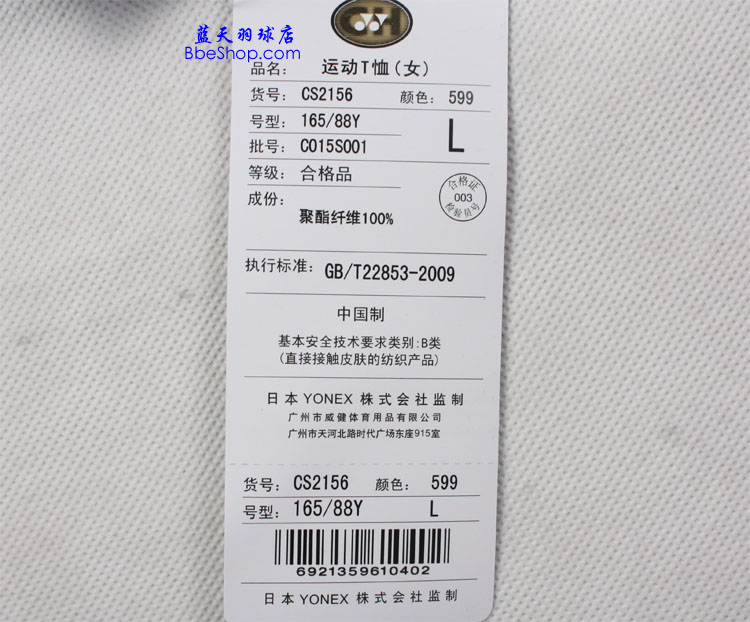 蓝天羽球店
BbeShop.com
CH
品名： 运动T恤(女)
货号： CS2156 颜色： 599
号型： 165/88Y L
批号： C015S001
等级： 合格品
合格证
003
检验员号
成份：
聚酯纤维100%
执行标准： GB/T22853-2009
中国制
基本安全技术要求类别:B类
(直接接触皮肤的纺织产品)
日本 YONEX 株式会社监制
广州市威健体育用品有限公司
广州市天河北路时代广场东座915室
货号： CS2156 颜色： 599
号型： 165/88Y L
6921359610402
日本 YONEX 株式会社监制